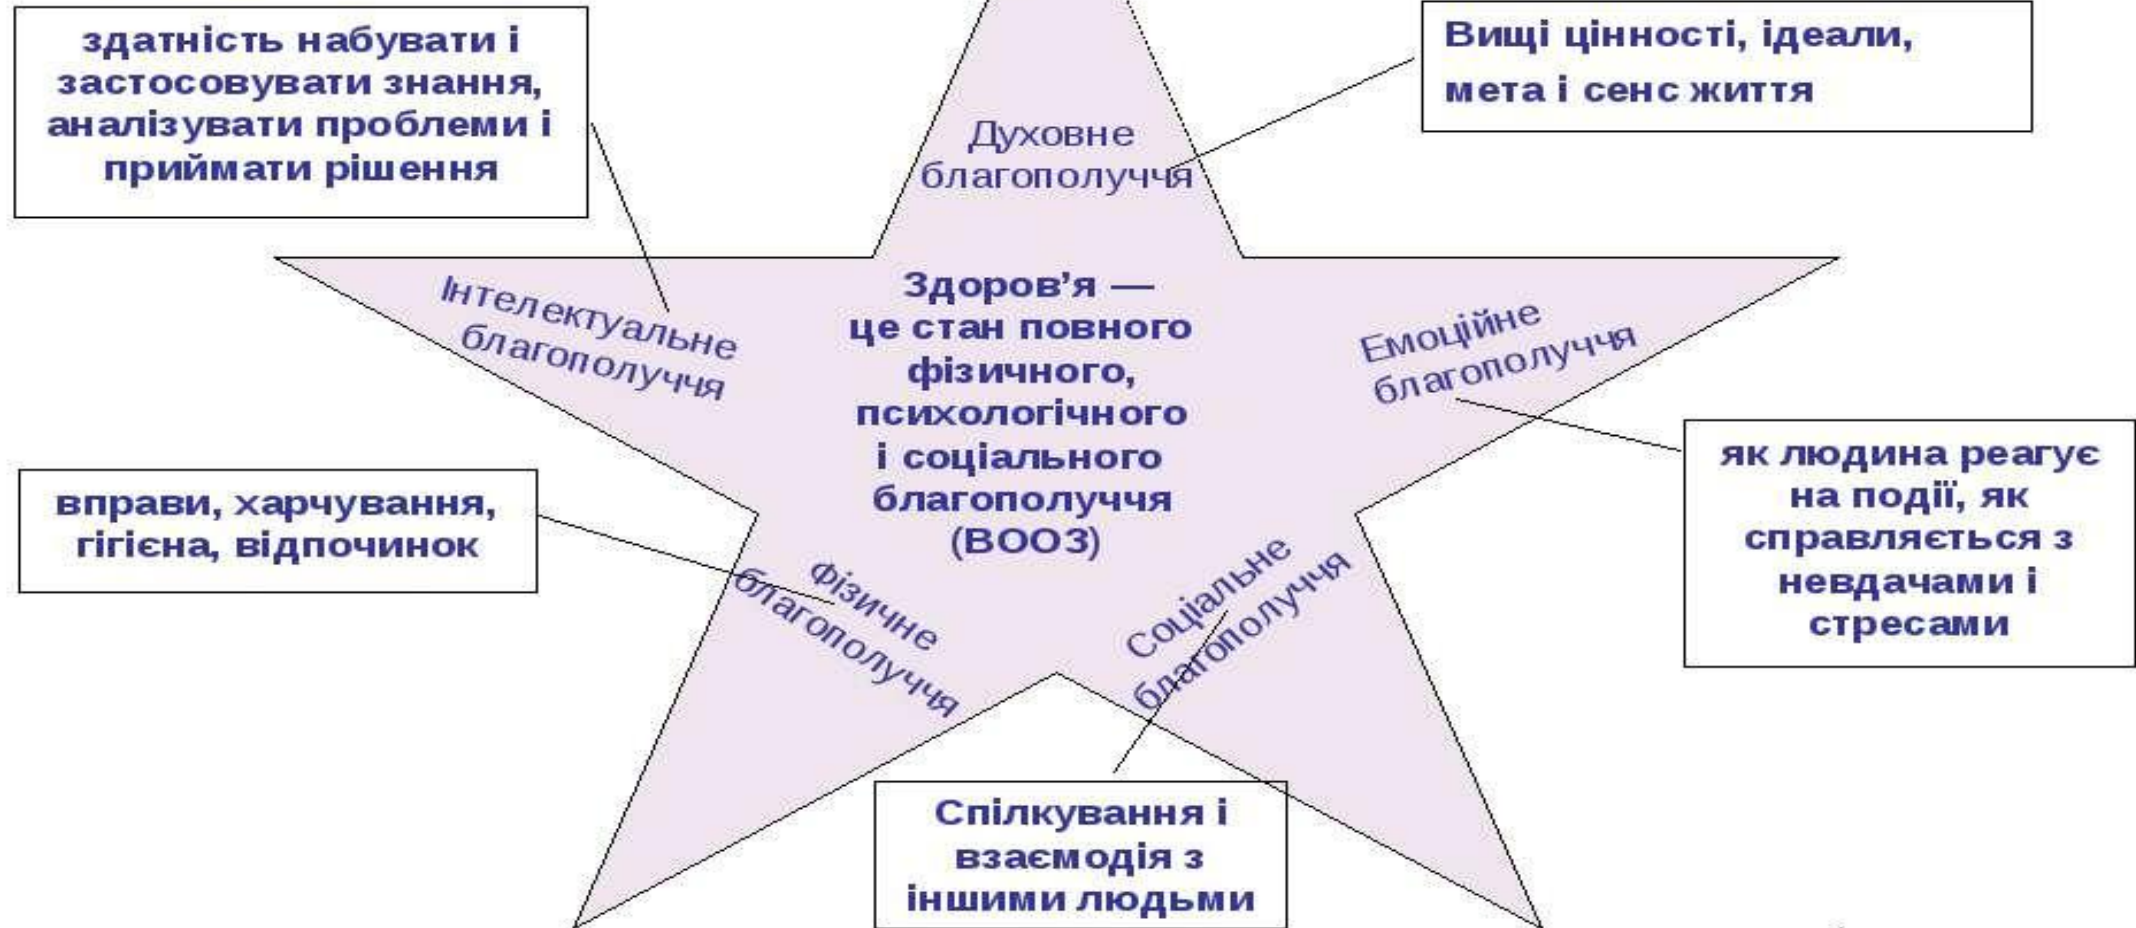 здатність набувати і
застосовувати знання,
аналізувати проблеми і
приймати рішення
Вищі цінності, ідеали,
мета і сенс життя
Духовне
благополуччя
Інтелектуальне
благополуччя
Здоров’я —
це стан повного
фізичного,
психологічного
і соціального
благополуччя
(ВООЗ)
Емоційне
благополуччя
вправи, харчування,
гігієна, відпочинок
як людина реагує
на події, як
справляється з
невдачами і
стресами
фізичне
благополуччя
Соціальне
благополуччя
Спілкування і
взаємодія з
іншими людьми